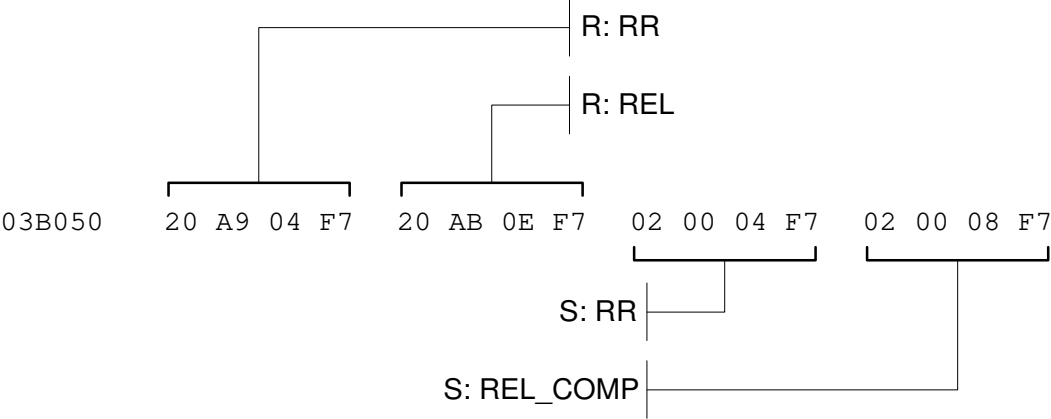 R: RR
R: REL
03B050 20 A9 04 F7 20 AB 0E F7 02 00 04 F7 02 00 08 F7
S: RR
S: REL_COMP